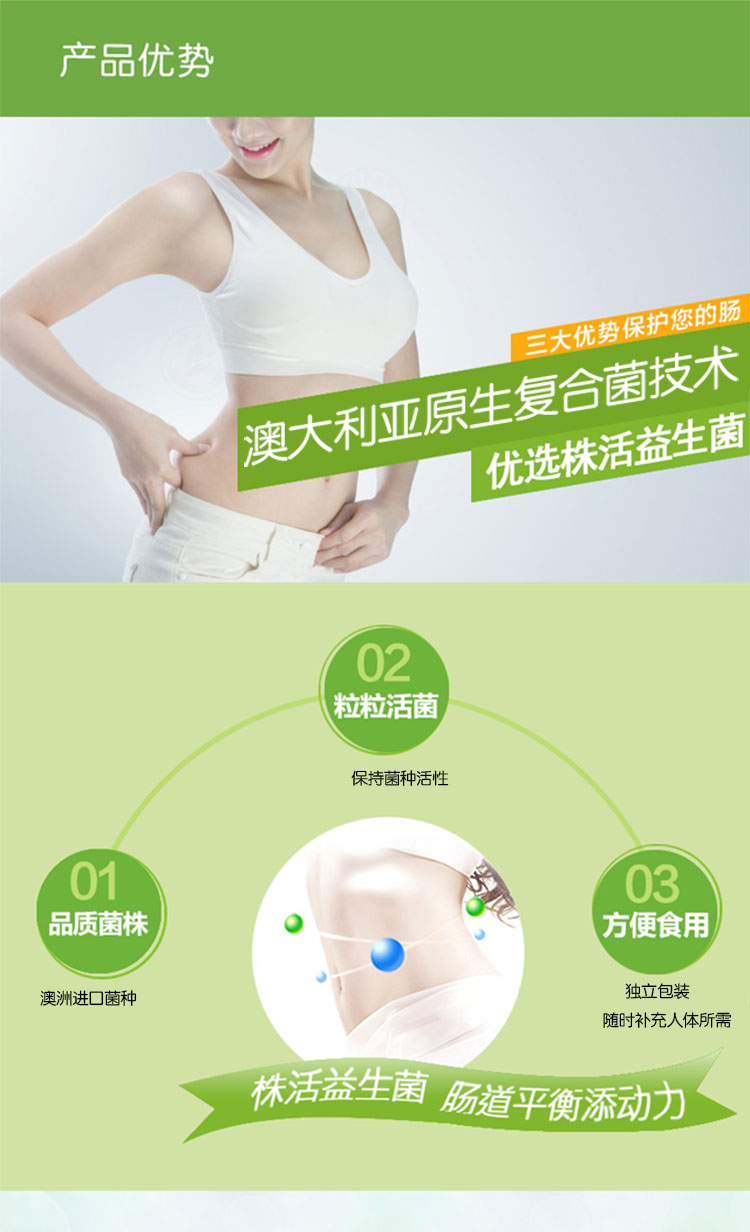 产品优势
三大优势保护您的肠
澳大利亚原生复合菌技术
优选株活益生菌
02
粒粒活菌
保持菌种活性
01
品质菌株
澳洲进口菌种
03
方便食用
独立包装
随时补充人体所需
株活益生菌 肠道平衡添动力